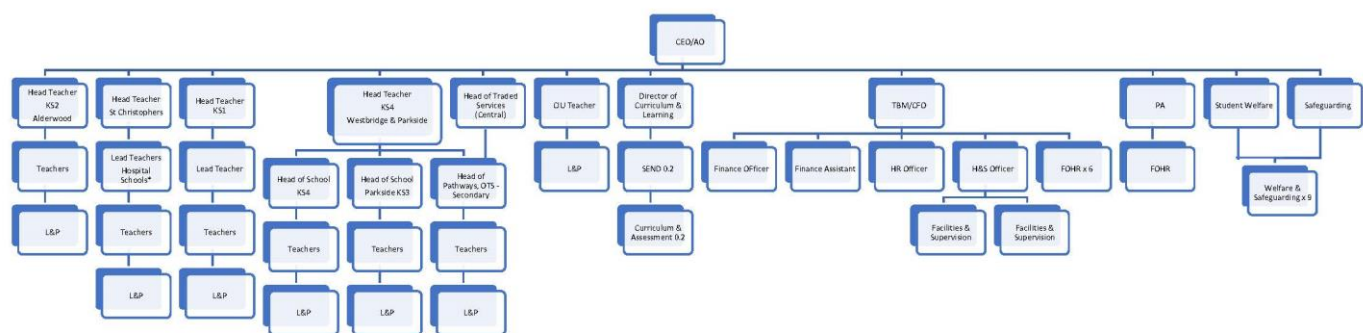 CEO/AO
Head Teacher
KS2
Alderwood
Head Teacher
St Christophers
Head Teacher
KS1
Head Teacher
KS4
Westbridge & Parkside
Head of Traded
Services
(Central)
OU Teacher
Director of
Curriculum &
Learning
TBM/CFO
PA
Student Welfare
Safeguarding
Teachers
Lead Teachers
Hospital
Schools*
Lead Teacher
Head of School
KS4
Head of School
Parkside KS3
Head of
Pathways, OTS -
Secondary
L&P
SEND 0.2
Finance OFficer
Finance Assistant
HR Officer
H&S Officer
FOHR x 6
FOHR
Welfare &
Safeguarding x 9
L&P
Teachers
Teachers
Teachers
Teachers
Teachers
Curriculum &
Assessment 0.2
Facilities &
Supervision
Facilities &
Supervision
L&P
L&P
L&P
L&P
L&P